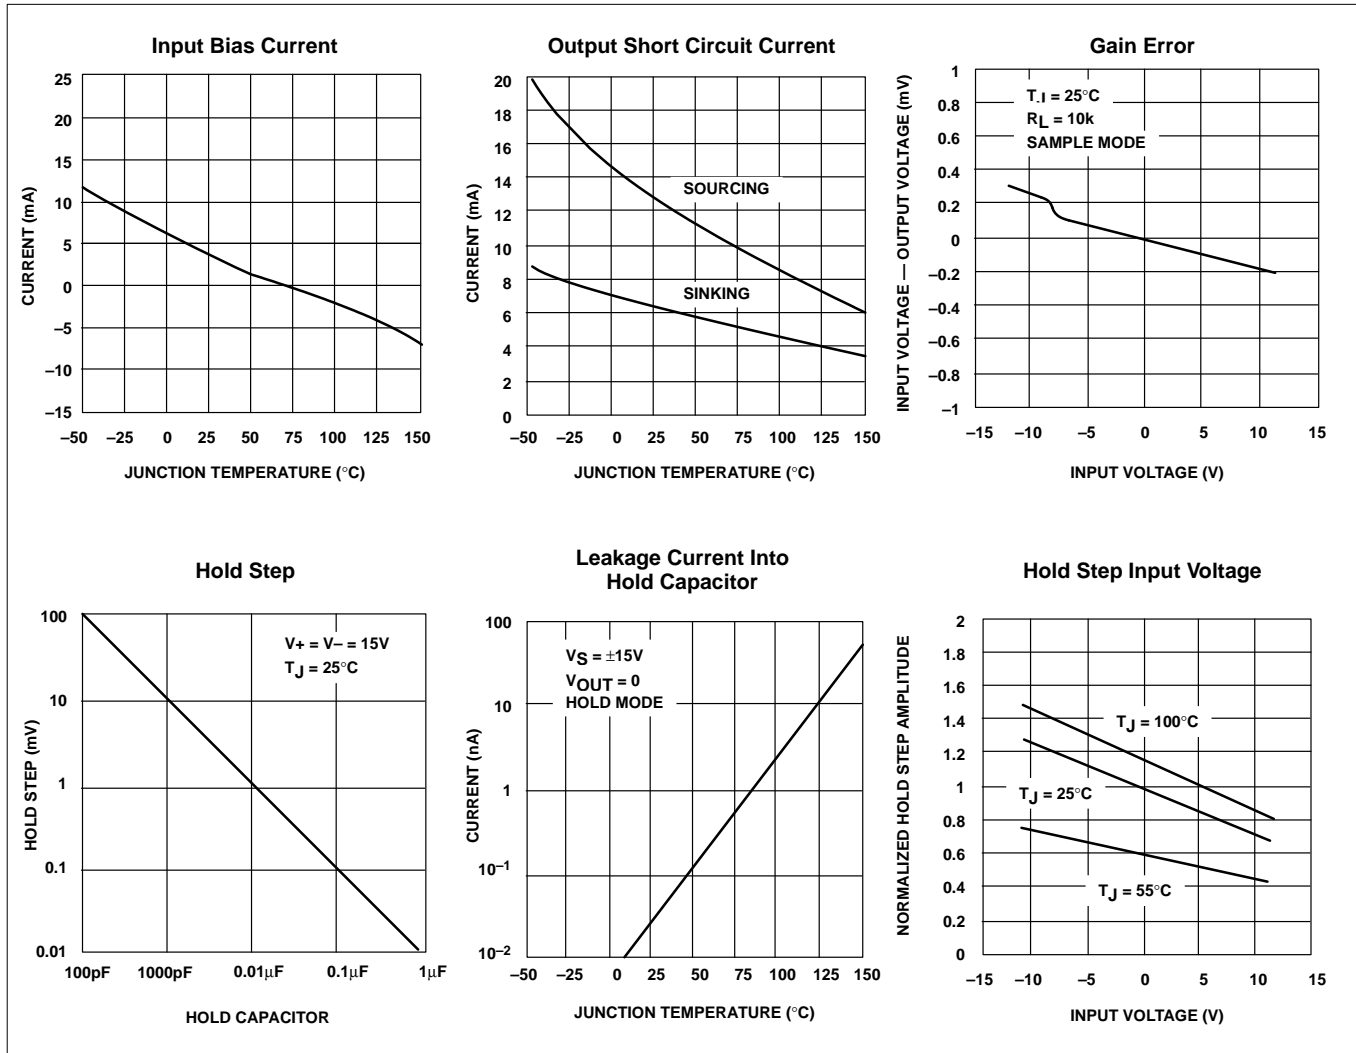 Input Bias Current
CURRENT (mA)
25
20
15
10
5
0
–5
–10
–15
–50 –25 0 25 50 75 100 125 150
JUNCTION TEMPERATURE (°C)
Output Short Circuit Current
CURRENT (mA)
20
18
16
14
12
10
8
6
4
2
0
SOURCING
SINKING
–50 –25 0 25 50 75 100 125 150
JUNCTION TEMPERATURE (°C)
Gain Error
INPUT VOLTAGE — OUTPUT VOLTAGE (mV)
1
0.8
0.6
0.4
0.2
0
–0.2
–0.4
–0.6
–0.8
–1
TJ = 25°C
RL = 10k
SAMPLE MODE
–15 –10 –5 0 5 10 15
INPUT VOLTAGE (V)
Hold Step
HOLD STEP (mV)
100
10
1
0.1
0.01
V+ = V– = 15V
TJ = 25°C
100pF 1000pF 0.01µF 0.1µF 1µF
HOLD CAPACITOR
Leakage Current Into
Hold Capacitor
CURRENT (nA)
100
10
1
10–1
10–2
VS = ±15V
VOUT = 0
HOLD MODE
–50 –25 0 25 50 75 100 125 150
JUNCTION TEMPERATURE (°C)
Hold Step Input Voltage
NORMALIZED HOLD STEP AMPLITUDE
2
1.8
1.6
1.4
1.2
1
0.8
0.6
0.4
0.2
0
TJ = 100°C
TJ = 25°C
TJ = 55°C
–15 –10 –5 0 5 10 15
INPUT VOLTAGE (V)